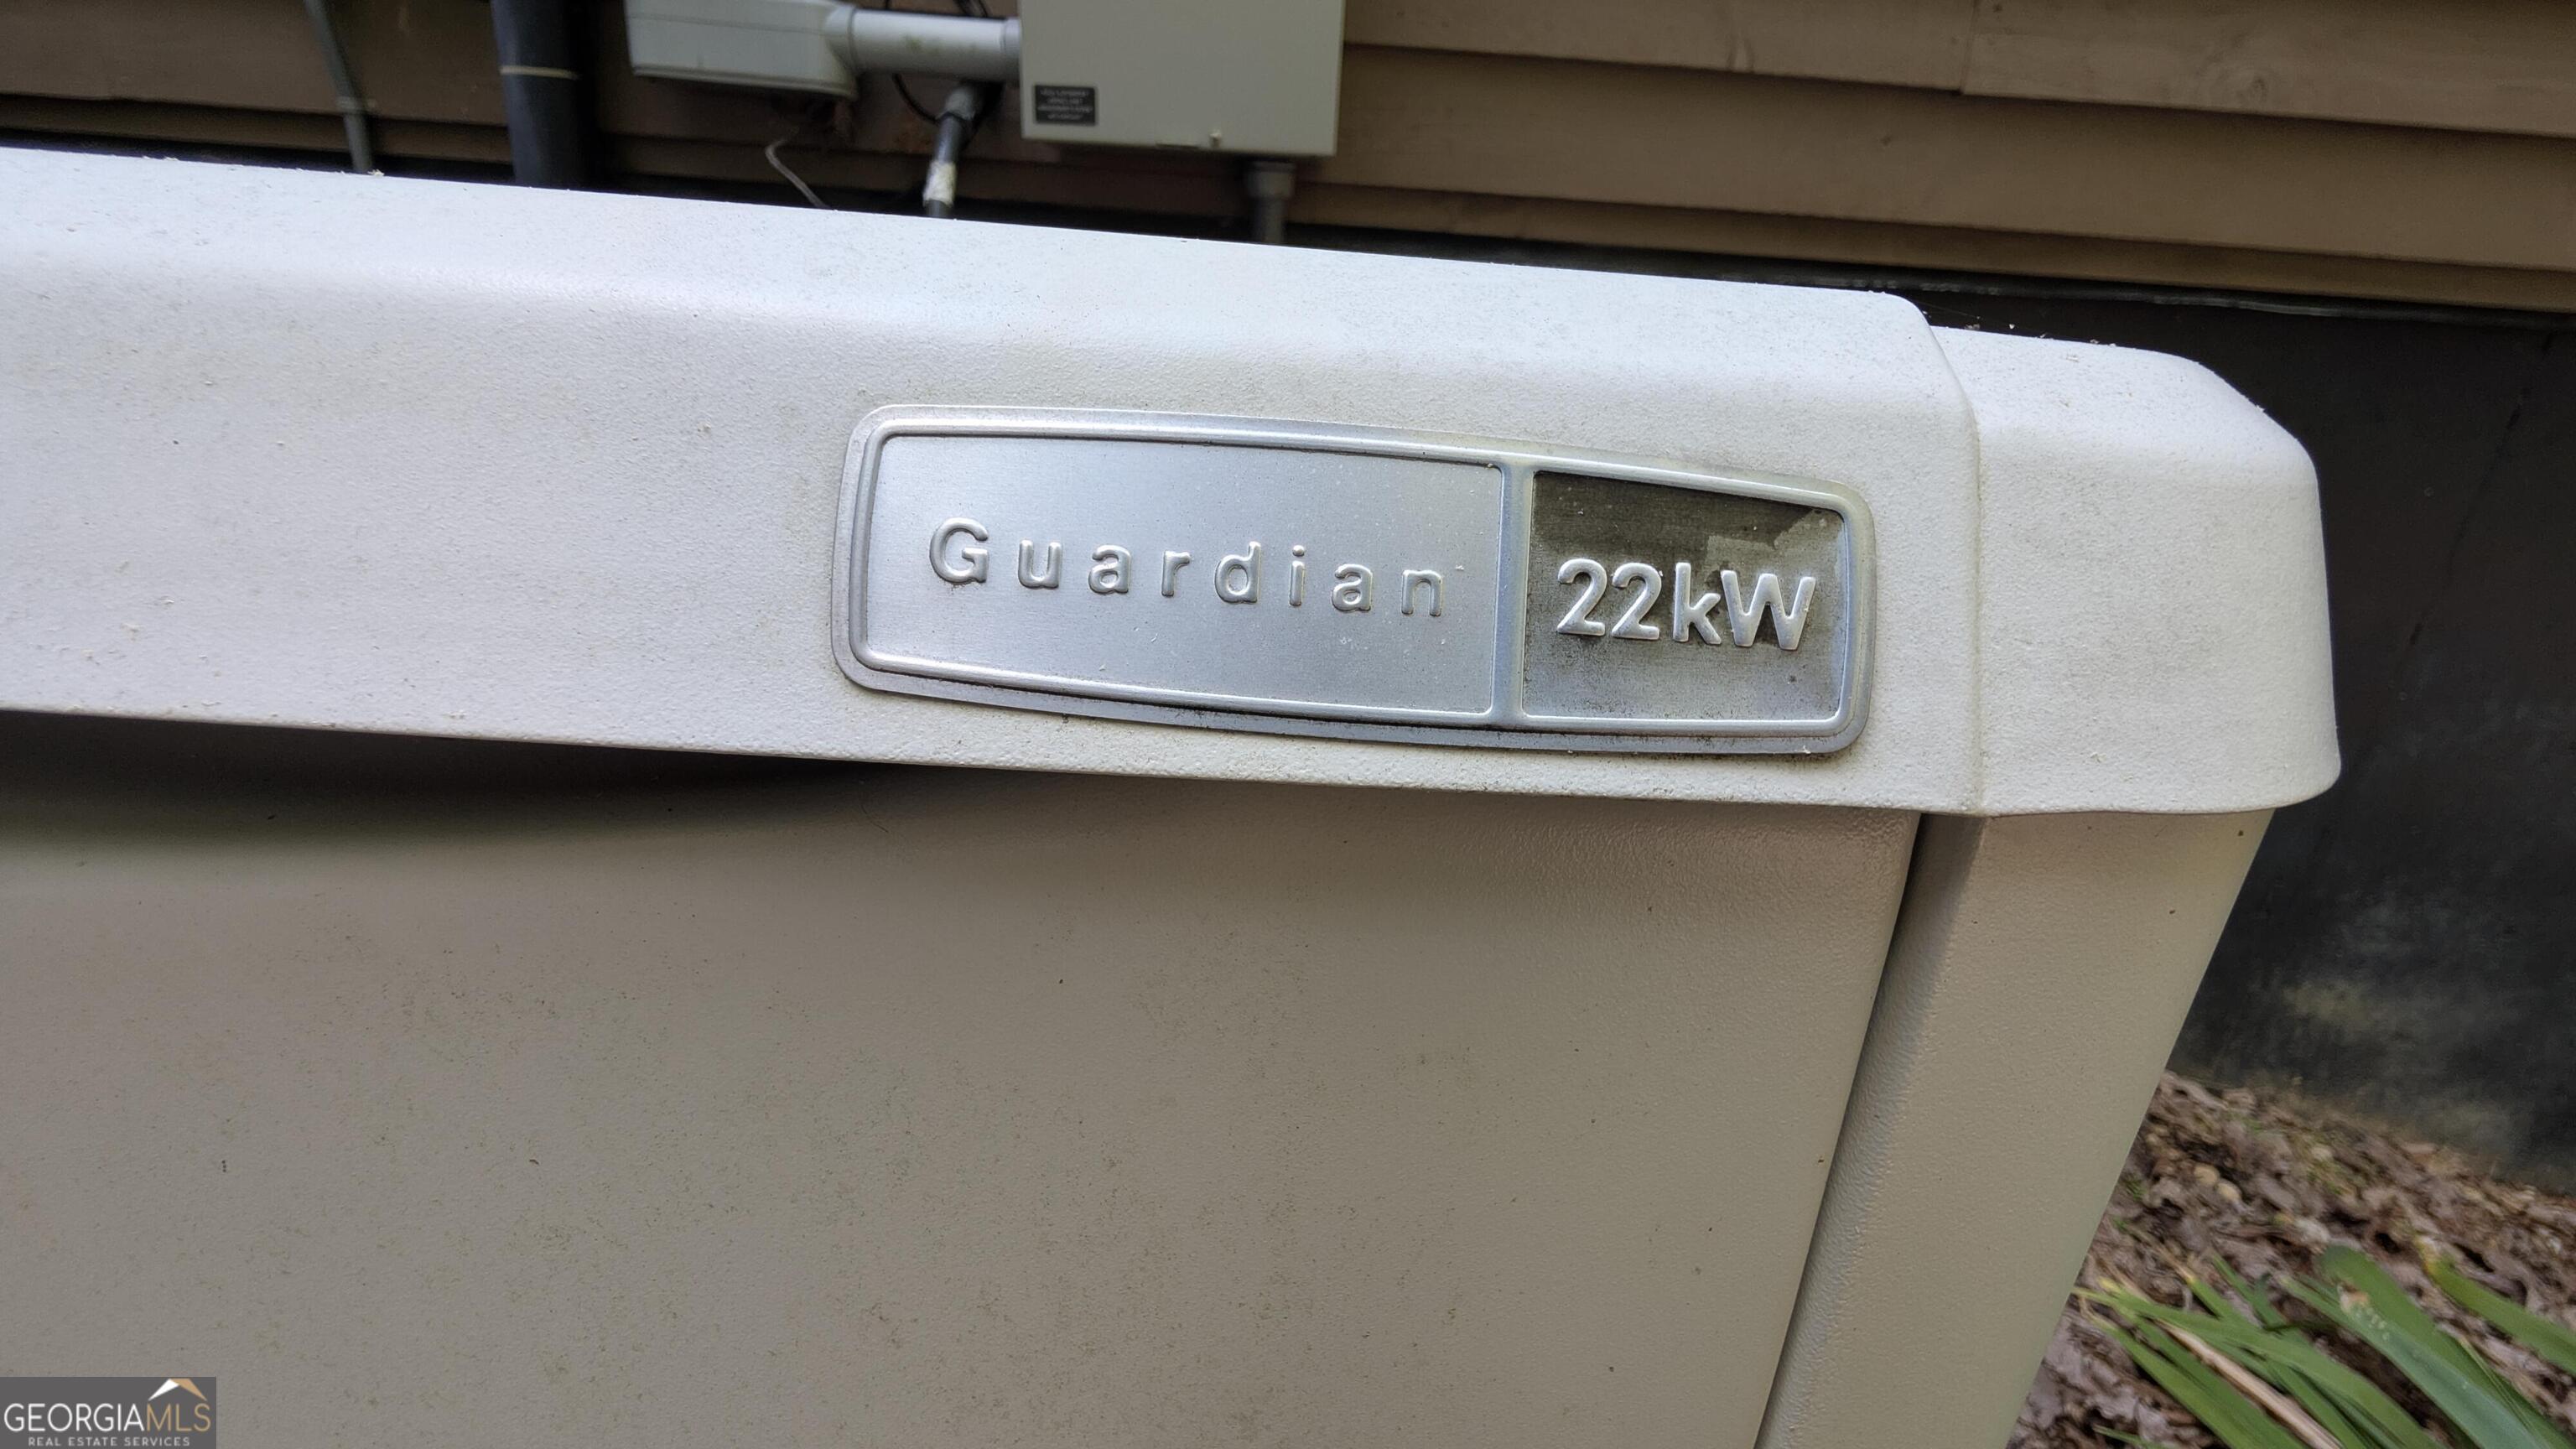 Guardian 22kW
GEORGIAMLS
REAL ESTATE SERVICES